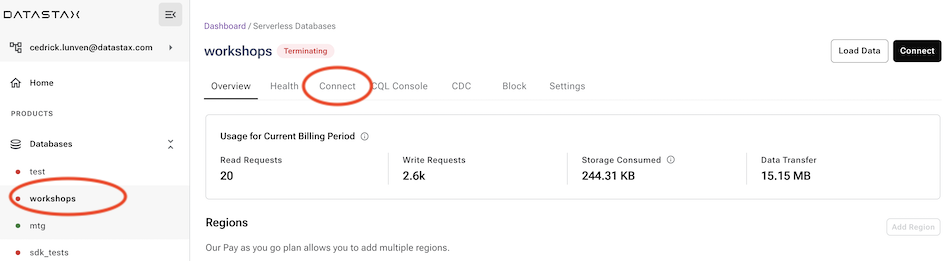 DATASTAX
cedrick.lunven@datastax.com
Home
PRODUCTS
Databases
test
workshops
mtg
sdk_tests
Dashboard / Serverless Databases
workshops Terminating
Load Data Connect
Overview Health Connect CQL Console CDC Block Settings
Usage for Current Billing Period
Read Requests Write Requests Storage Consumed Data Transfer
20 2.6k 244.31 KB 15.15 MB
Regions
Add Region
Our Pay as you go plan allows you to add multiple regions.